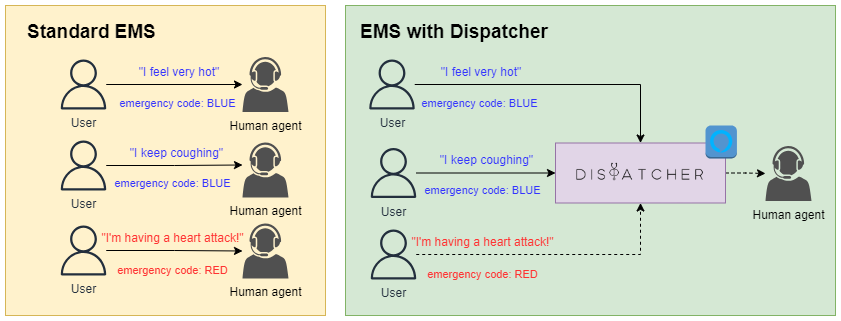 Standard EMS
"I feel very hot"
emergency code: BLUE
User
Human agent
"I keep coughing"
emergency code: BLUE
User
Human agent
"I'm having a heart attack!"
emergency code: RED
User
Human agent
EMS with Dispatcher
"I feel very hot"
emergency code: BLUE
User
"I keep coughing"
emergency code: BLUE
User
DISPATCHER
Human agent
"I'm having a heart attack!"
emergency code: RED
User